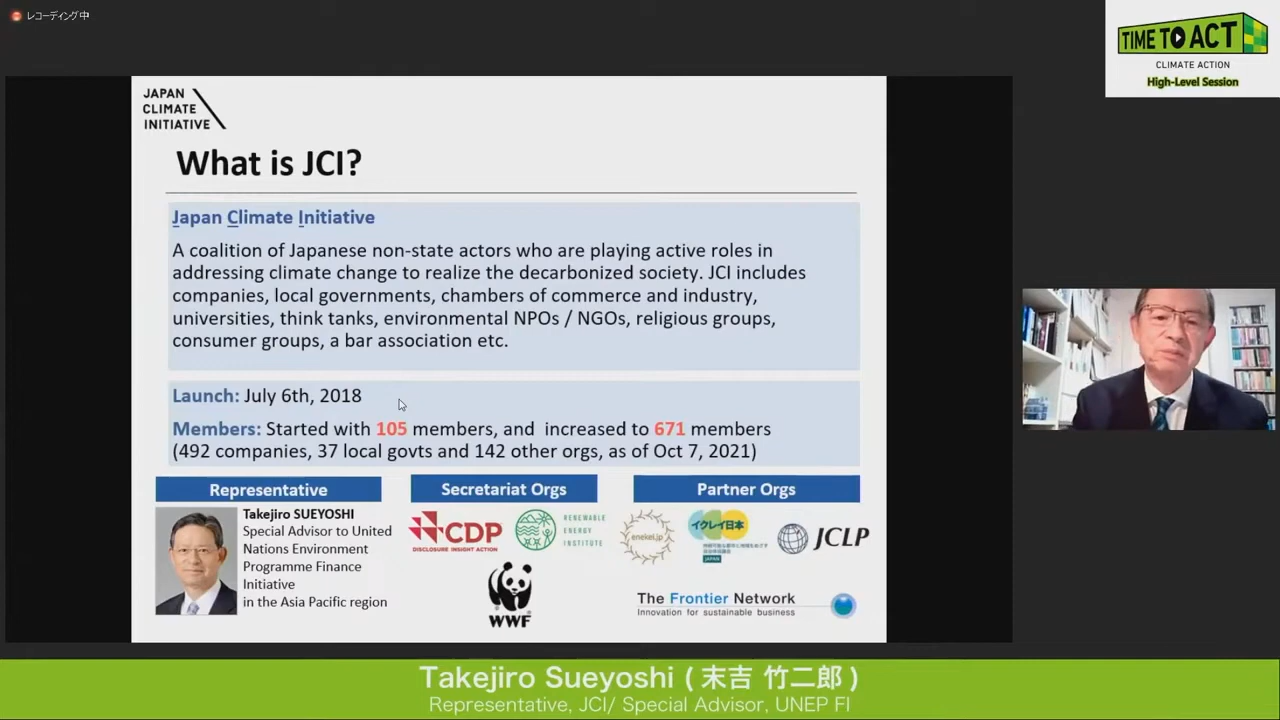 レコーディング中
TIME TO ACT
CLIMATE ACTION
High-Level Session
JAPAN
CLIMATE
INITIATIVE
What is JCI?
Japan Climate Initiative
A coalition of Japanese non-state actors who are playing active roles in
addressing climate change to realize the decarbonized society. JCI includes
companies, local governments, chambers of commerce and industry,
universities, think tanks, environmental NPOs / NGOs, religious groups,
consumer groups, a bar association etc.
Launch: July 6th, 2018
Members: Started with 105 members, and increased to 671 members
(492 companies, 37 local govts and 142 other orgs, as of Oct 7, 2021)
Representative
Takejiro SUEYOSHI
Special Advisor to United
Nations Environment
Programme Finance
Initiative
in the Asia Pacific region
Secretariat Orgs
CDP
DISCLOSURE INSIGHT ACTION
RENEWABLE
ENERGY
INSTITUTE
WWF
Partner Orgs
enekei.jp
イクレイ日本
JAPAN
JCLP
The Frontier Network
Innovation for sustainable business
Takejiro Sueyoshi ( 末吉 竹二郎 )
Representative, JCI/ Special Advisor, UNEP FI